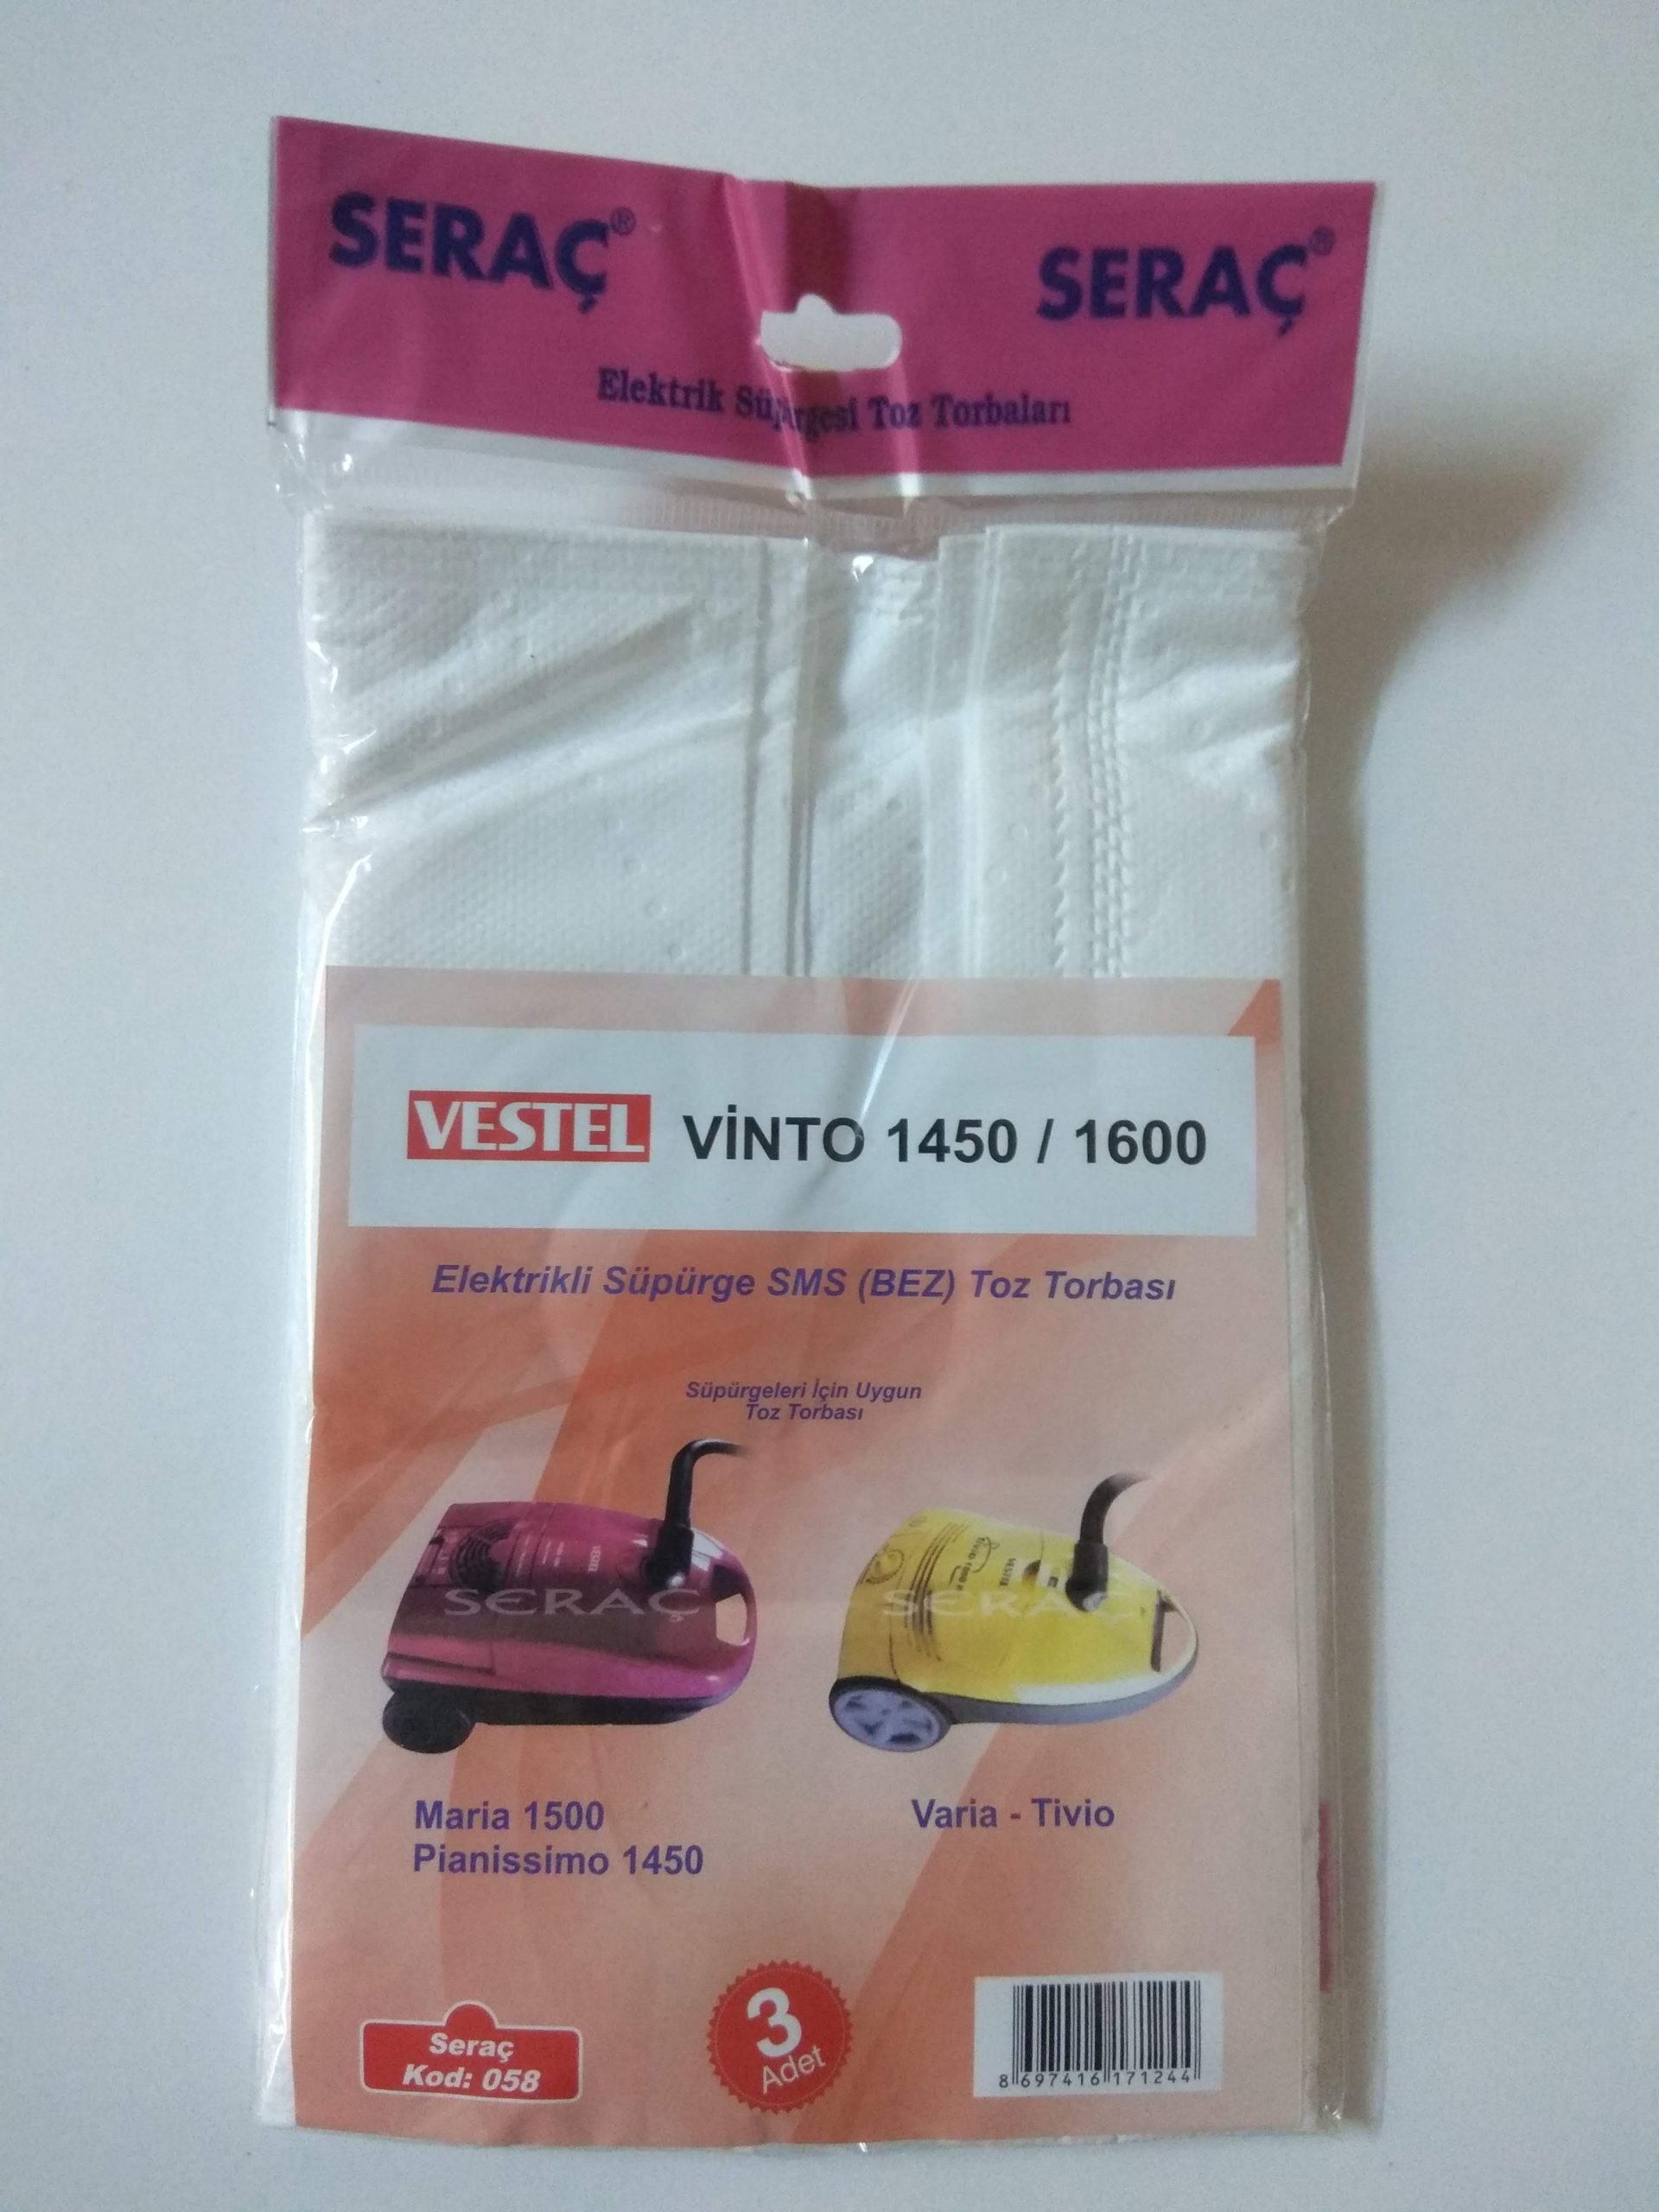 SERAÇ®
SERAÇ®
Elektrik Süpürgesi Toz Torbaları
VESTEL VİNTO 1450 / 1600
Elektrikli Süpürge SMS (BEZ) Toz Torbası
Süpürgeleri İçin Uygun
Toz Torbası
VESTEL
VESTEL
SERAÇ
SERAÇ
Maria 1500
Pianissimo 1450
Varia - Tivio
Seraç
Kod: 058
3
Adet
8 697416 171244